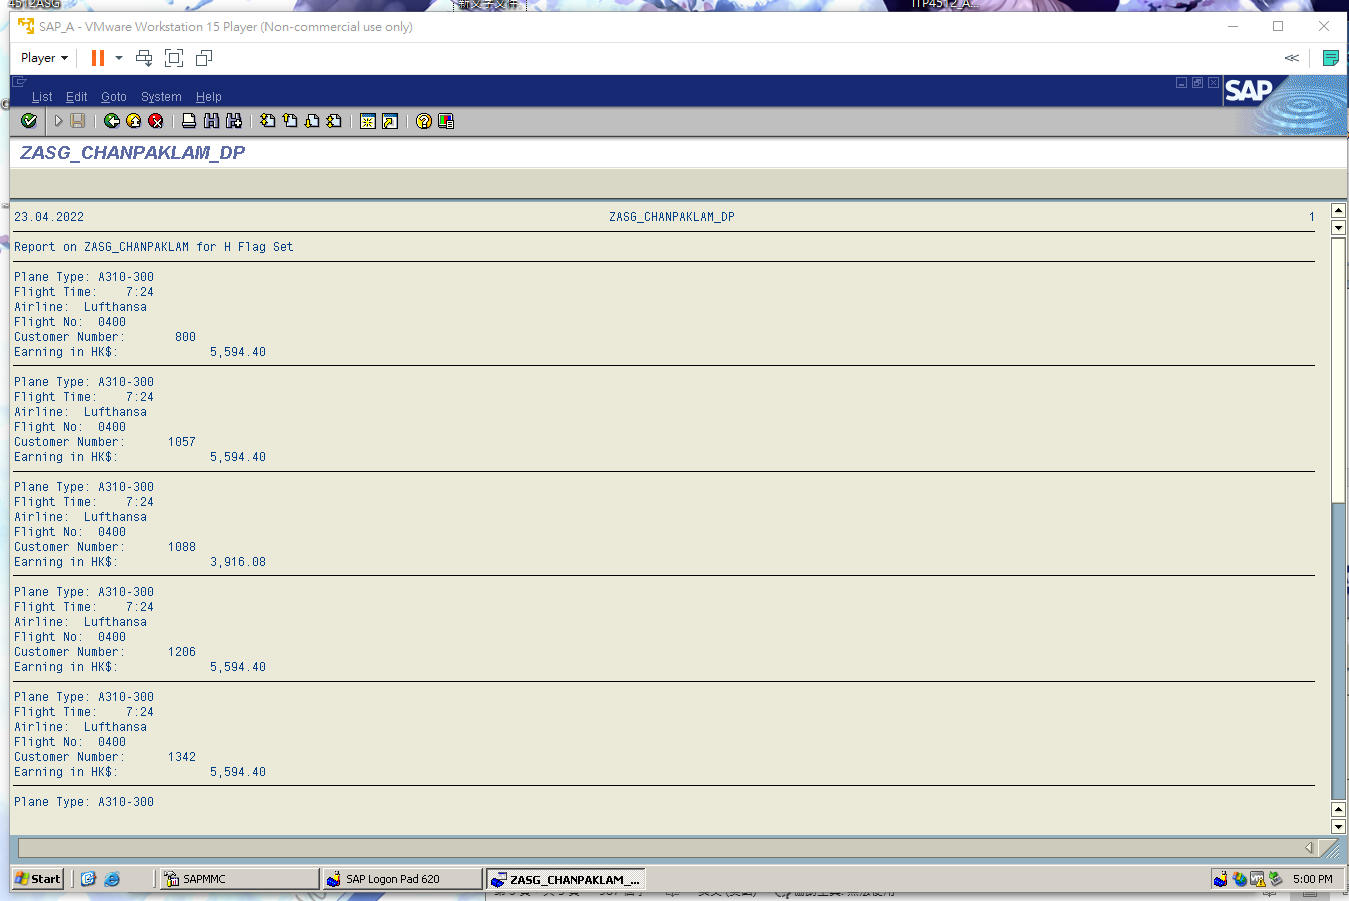 4512ASG
新文字文件
ITP4512_A...
SAP_A - VMware Workstation 15 Player (Non-commercial use only)
Player
List Edit Goto System Help
SAP
ZASG_CHANPAKLAM_DP
23.04.2022 ZASG_CHANPAKLAM_DP 1
Report on ZASG_CHANPAKLAM for H Flag Set
Plane Type: A310-300
Flight Time: 7:24
Airline: Lufthansa
Flight No: 0400
Customer Number: 800
Earning in HK$: 5,594.40
Plane Type: A310-300
Flight Time: 7:24
Airline: Lufthansa
Flight No: 0400
Customer Number: 1057
Earning in HK$: 5,594.40
Plane Type: A310-300
Flight Time: 7:24
Airline: Lufthansa
Flight No: 0400
Customer Number: 1088
Earning in HK$: 3,916.08
Plane Type: A310-300
Flight Time: 7:24
Airline: Lufthansa
Flight No: 0400
Customer Number: 1206
Earning in HK$: 5,594.40
Plane Type: A310-300
Flight Time: 7:24
Airline: Lufthansa
Flight No: 0400
Customer Number: 1342
Earning in HK$: 5,594.40
Plane Type: A310-300
Start SAPMMC SAP Logon Pad 620 ZASG_CHANPAKLAM_... 5:00 PM